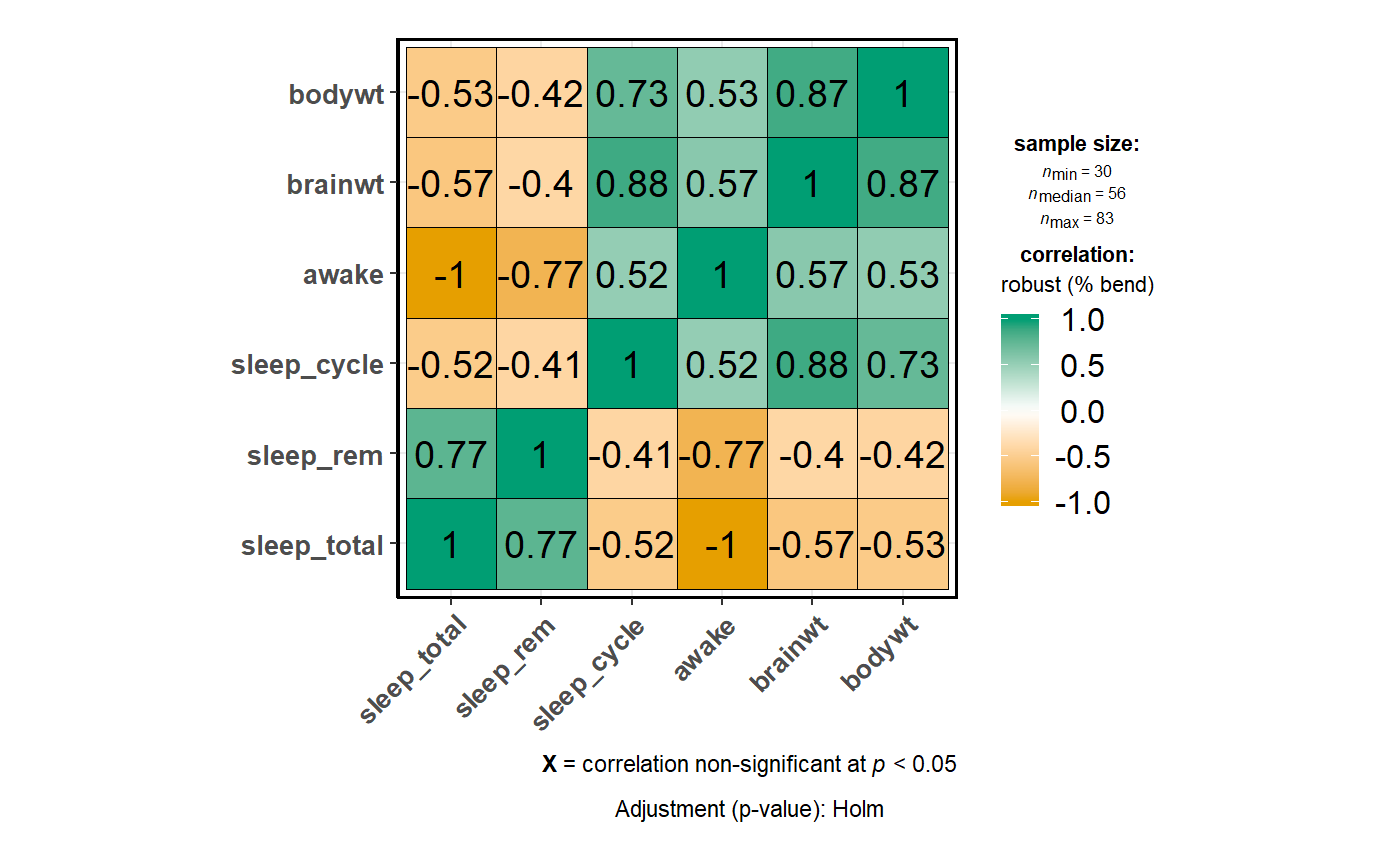 bodywt -0.53 -0.42 0.73 0.53 0.87 1
brainwt -0.57 -0.4 0.88 0.57 1 0.87
awake -1 -0.77 0.52 1 0.57 0.53
sleep_cycle -0.52 -0.41 1 0.52 0.88 0.73
sleep_rem 0.77 1 -0.41 -0.77 -0.4 -0.42
sleep_total 1 0.77 -0.52 -1 -0.57 -0.53
sleep_total sleep_rem sleep_cycle awake brainwt bodywt
sample size:
nmin = 30
nmedian = 56
nmax = 83
correlation:
robust (% bend)
1.0
0.5
0.0
-0.5
-1.0
X = correlation non-significant at p < 0.05
Adjustment (p-value): Holm